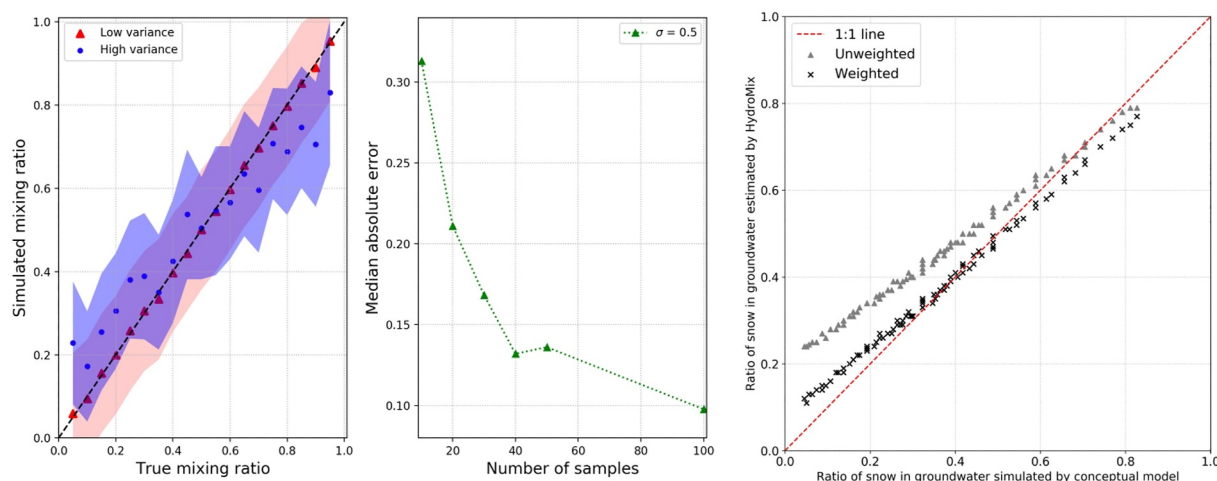 1.0
0.8
0.6
0.4
0.2
0.0
Simulated mixing ratio
Low variance
High variance
0.0 0.2 0.4 0.6 0.8 1.0
True mixing ratio
0.30
0.25
0.20
0.15
0.10
Median absolute error
σ = 0.5
20 40 60 80 100
Number of samples
1.0
0.8
0.6
0.4
0.2
0.0
Ratio of snow in groundwater estimated by HydroMix
1:1 line
Unweighted
Weighted
0.0 0.2 0.4 0.6 0.8 1.0
Ratio of snow in groundwater simulated by conceptual model